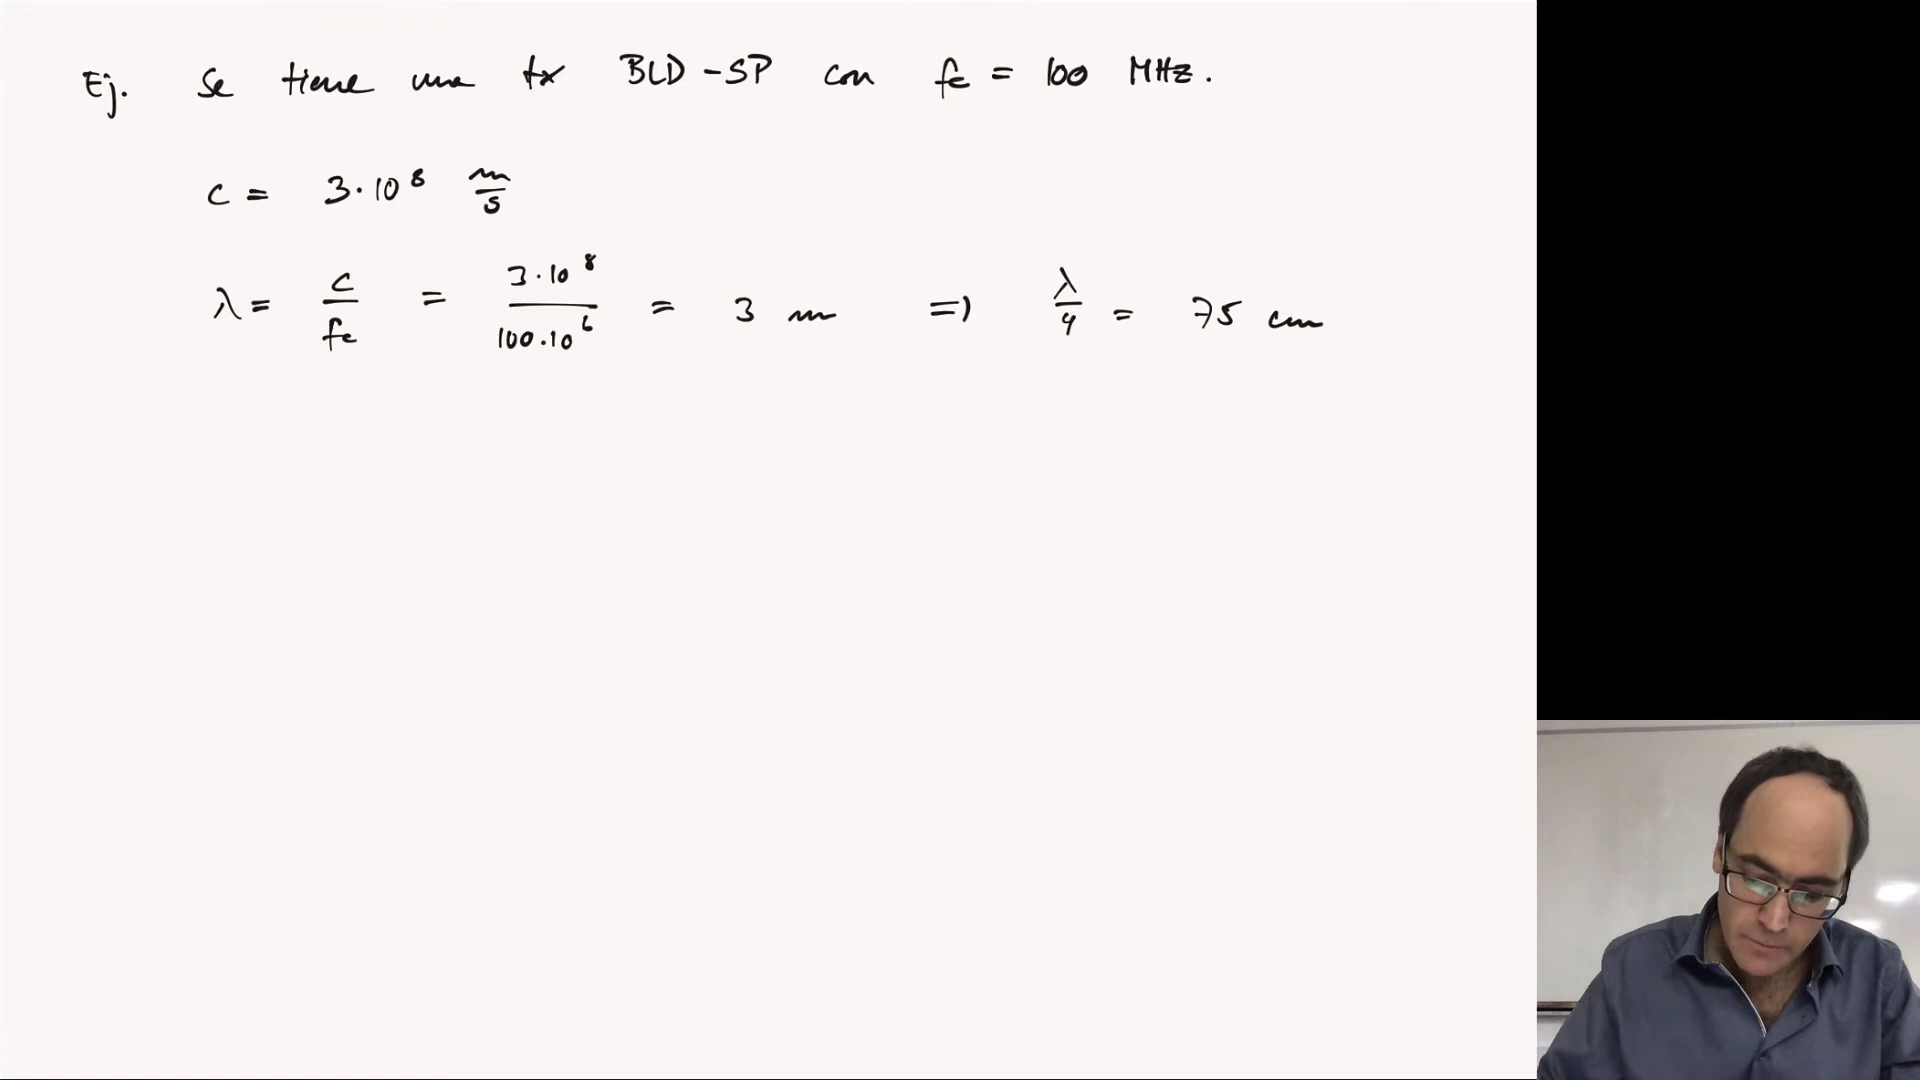 Ej. Se tiene una tx BLD-SP con fc = 100 MHz.
c = 3·10^8 m/s
λ = c/fc = 3·10^8 / 100·10^6 = 3 m => λ/4 = 75 cm